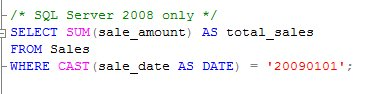 /* SQL Server 2008 only */
SELECT SUM(sale_amount) AS total_sales
FROM Sales
WHERE CAST(sale_date AS DATE) = '20090101';